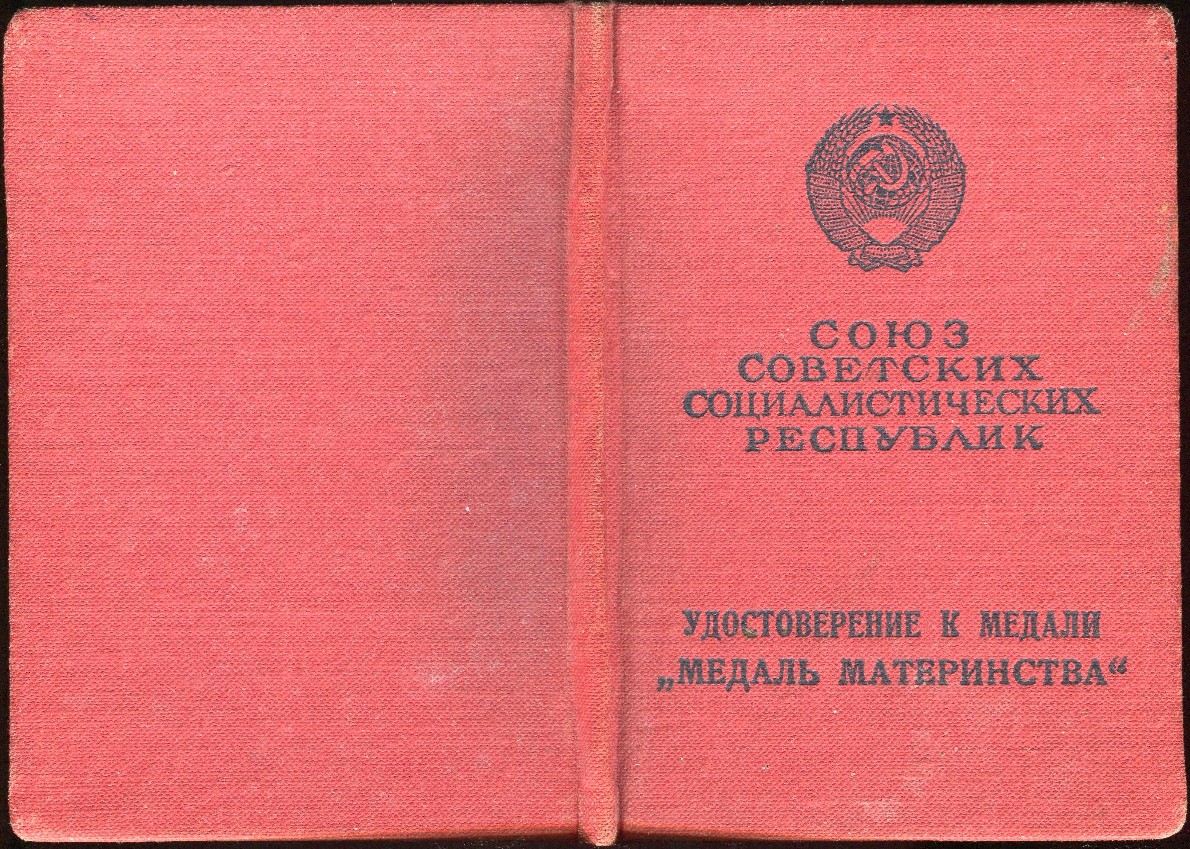 СОЮЗ
СОВЕТСКИХ
СОЦИАЛИСТИЧЕСКИХ
РЕСПУБЛИК
УДОСТОВЕРЕНИЕ К МЕДАЛИ
„МЕДАЛЬ МАТЕРИНСТВА“